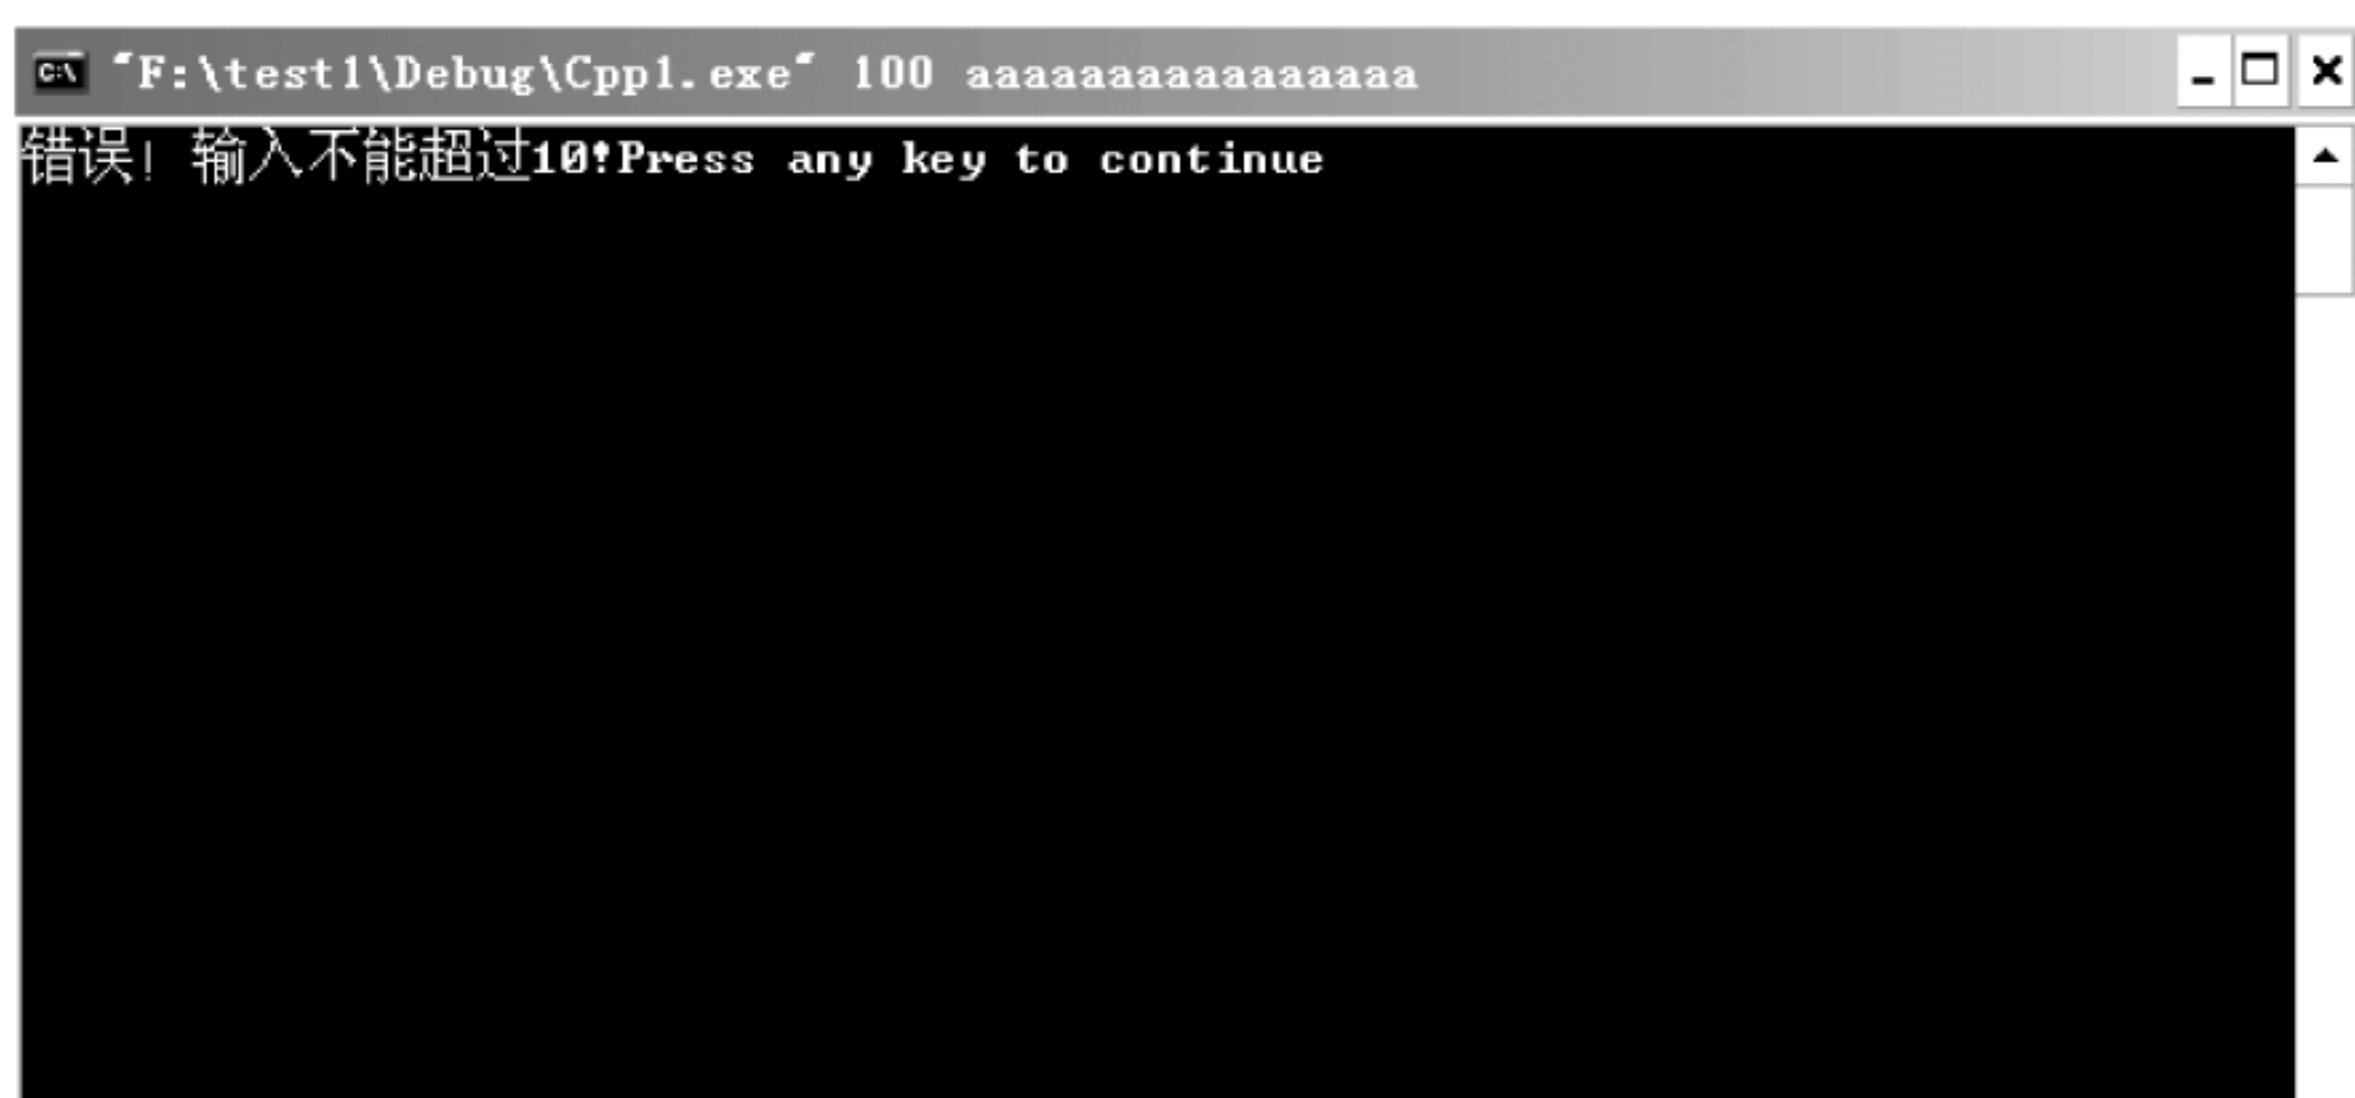 C:\ "F:\test1\Debug\Cpp1.exe" 100 aaaaaaaaaaaaaaaa
错误！输入不能超过10!Press any key to continue